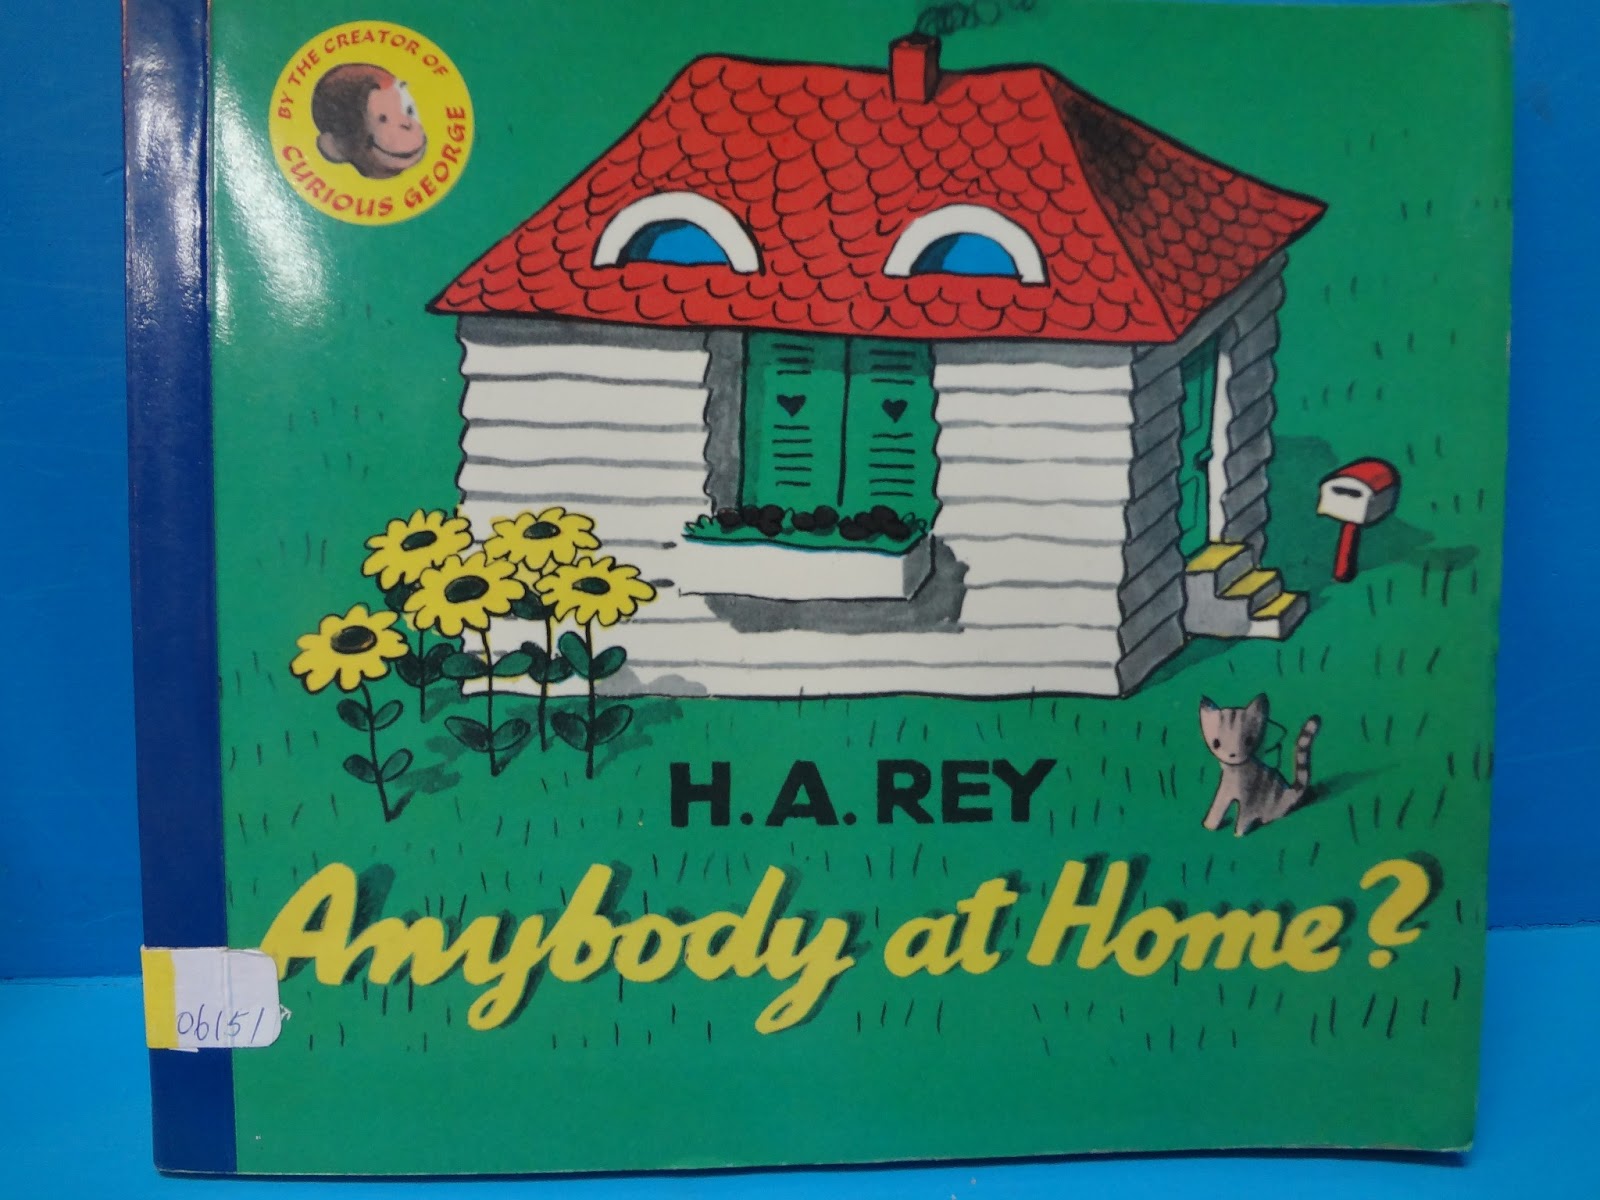 BY THE CREATOR OF
CURIOUS GEORGE
H.A.REY
Anybody at Home?
06151